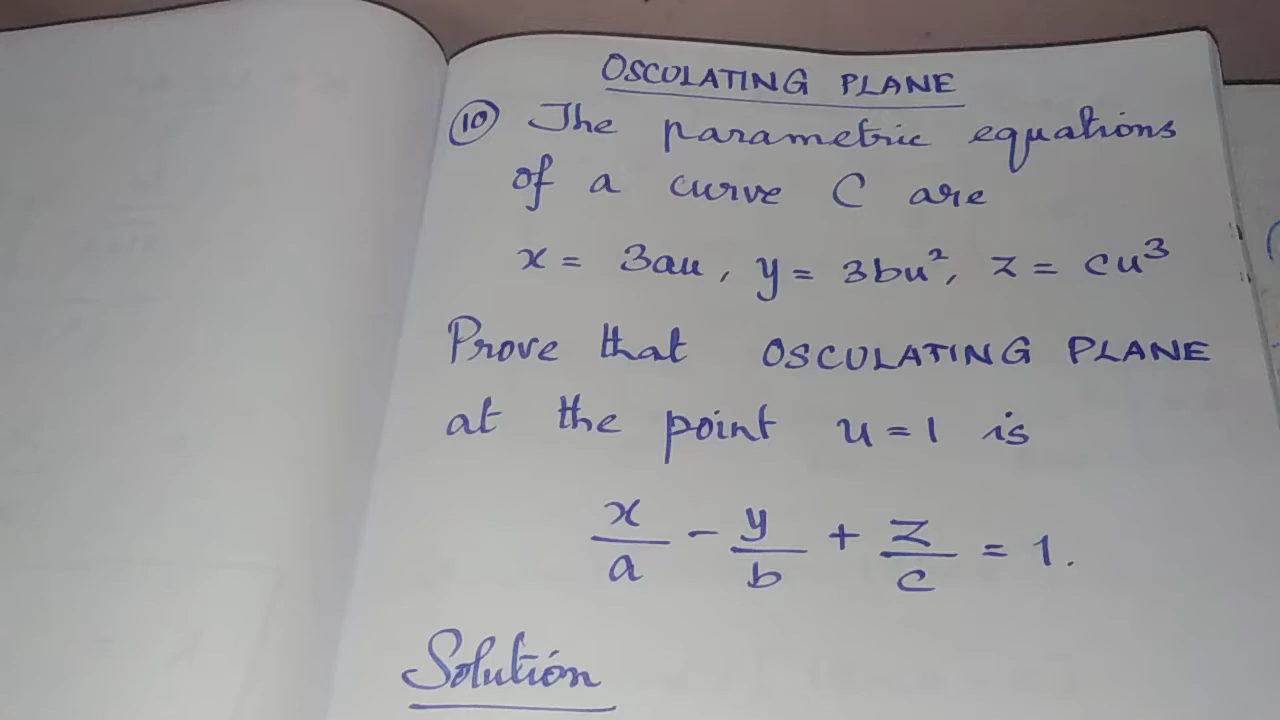 OSCULATING PLANE
10 The parametric equations
of a curve C are
x = 3au, y = 3bu², z = cu³
Prove that OSCULATING PLANE
at the point u = 1 is
x/a - y/b + z/c = 1.
Solution